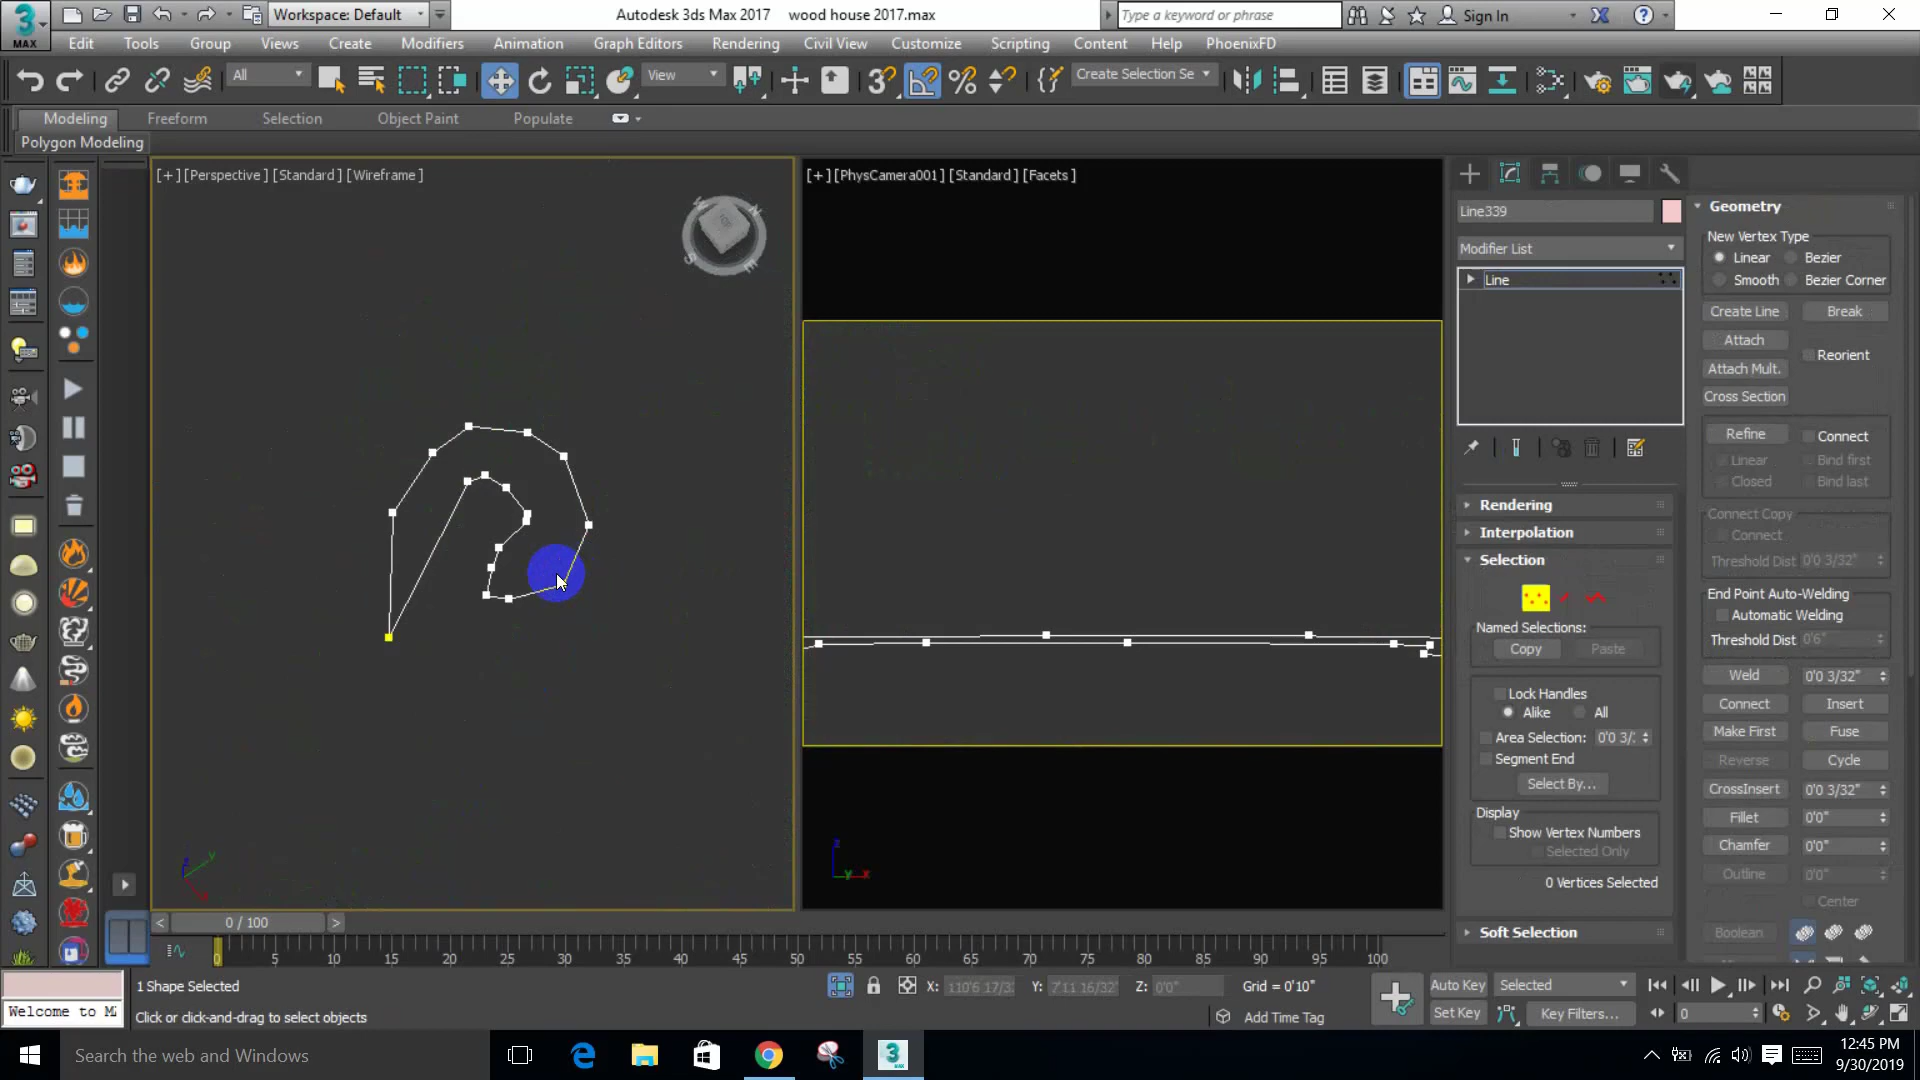 3 MAX Workspace: Default Autodesk 3ds Max 2017 wood house 2017.max Type a keyword or phrase Sign In
Edit Tools Group Views Create Modifiers Animation Graph Editors Rendering Civil View Customize Scripting Content Help PhoenixFD
All View Create Selection Se
Modeling Freeform Selection Object Paint Populate
Polygon Modeling
[+] [Perspective] [Standard] [Wireframe]
[+] [PhysCamera001] [Standard] [Facets]
Line339
Modifier List
Line
Rendering
Interpolation
Selection
Named Selections:
Copy Paste
Lock Handles
Alike All
Area Selection: 0'0 3/:
Segment End
Select By...
Display
Show Vertex Numbers
Selected Only
0 Vertices Selected
Soft Selection
Geometry
New Vertex Type
Linear Bezier
Smooth Bezier Corner
Create Line Break
Attach
Reorient
Attach Mult.
Cross Section
Refine Connect
Linear Bind first
Closed Bind last
Connect Copy
Connect
Threshold Dist 0'0 3/32"
End Point Auto-Welding
Automatic Welding
Threshold Dist 0'6"
Weld 0'0 3/32"
Connect Insert
Make First Fuse
Reverse Cycle
CrossInsert 0'0 3/32"
Fillet 0'0"
Chamfer 0'0"
Outline 0'0"
Center
Boolean
< 0 / 100 >
0 5 10 15 20 25 30 35 40 45 50 55 60 65 70 75 80 85 90 95 100
1 Shape Selected X: 110'6 17/3 Y: 7'11 16/32" Z: 0'0" Grid = 0'10" Auto Key Selected
Welcome to M Click or click-and-drag to select objects Add Time Tag Set Key Key Filters... 0
Search the web and Windows
12:45 PM
9/30/2019